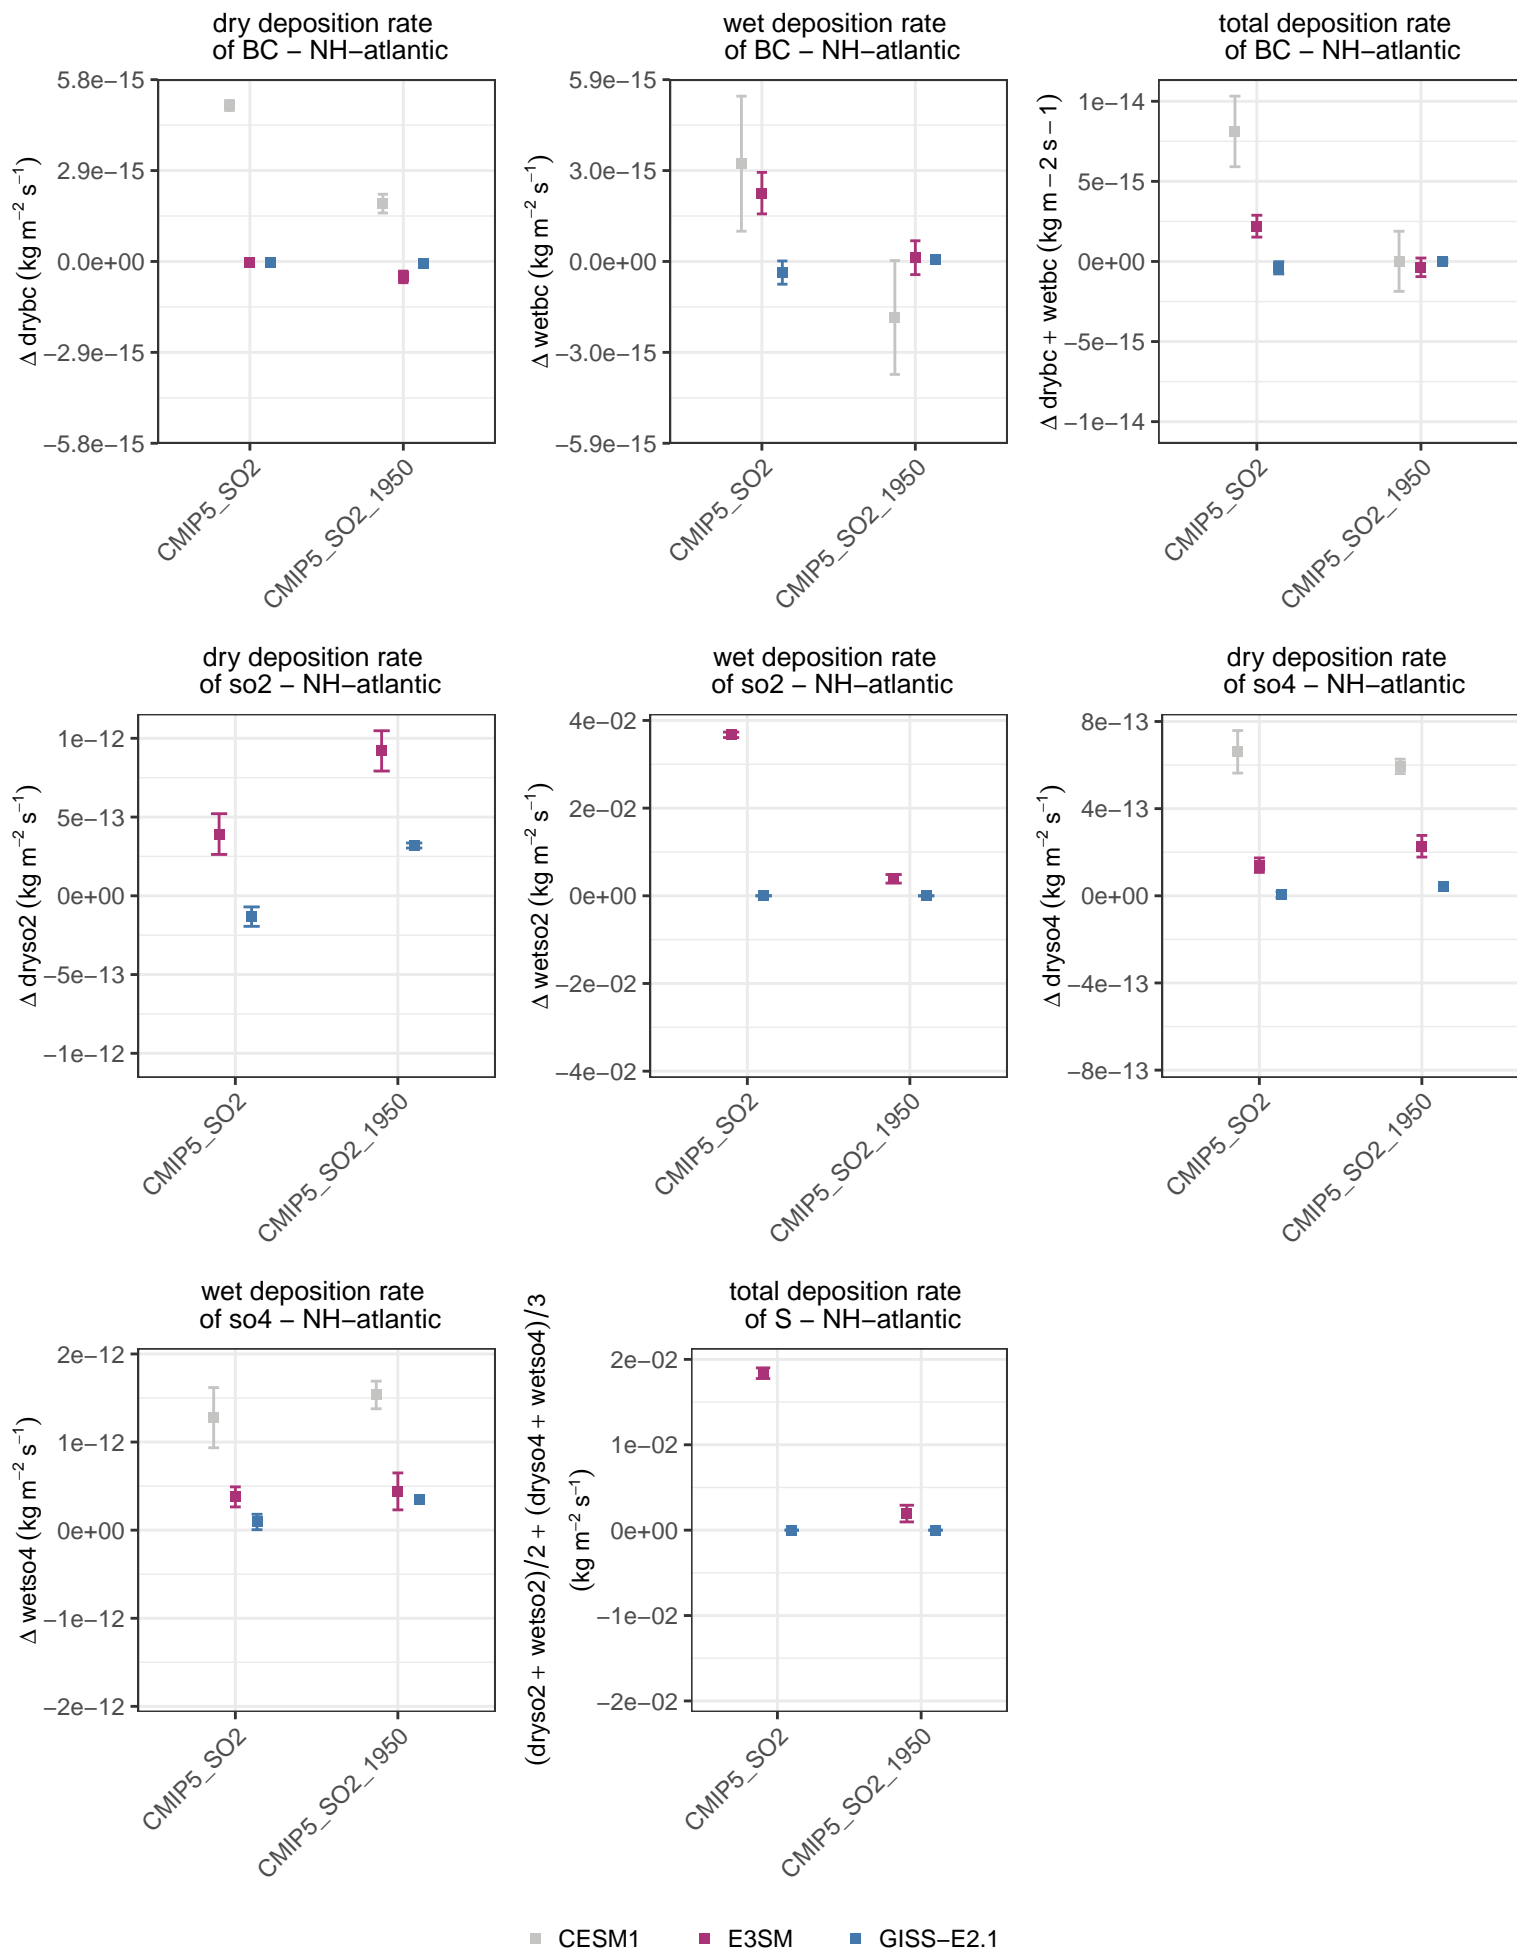 dry deposition rate
of BC − NH−atlantic
Δ drybc (kg m⁻² s⁻¹)
5.8e−15
2.9e−15
0.0e+00
−2.9e−15
−5.8e−15
CMIP5_SO2
CMIP5_SO2_1950
wet deposition rate
of BC − NH−atlantic
Δ wetbc (kg m⁻² s⁻¹)
5.9e−15
3.0e−15
0.0e+00
−3.0e−15
−5.9e−15
CMIP5_SO2
CMIP5_SO2_1950
total deposition rate
of BC − NH−atlantic
Δ drybc + wetbc (kg m − 2 s − 1)
1e−14
5e−15
0e+00
−5e−15
−1e−14
CMIP5_SO2
CMIP5_SO2_1950
dry deposition rate
of so2 − NH−atlantic
Δ dryso2 (kg m⁻² s⁻¹)
1e−12
5e−13
0e+00
−5e−13
−1e−12
CMIP5_SO2
CMIP5_SO2_1950
wet deposition rate
of so2 − NH−atlantic
Δ wetso2 (kg m⁻² s⁻¹)
4e−02
2e−02
0e+00
−2e−02
−4e−02
CMIP5_SO2
CMIP5_SO2_1950
dry deposition rate
of so4 − NH−atlantic
Δ dryso4 (kg m⁻² s⁻¹)
8e−13
4e−13
0e+00
−4e−13
−8e−13
CMIP5_SO2
CMIP5_SO2_1950
wet deposition rate
of so4 − NH−atlantic
Δ wetso4 (kg m⁻² s⁻¹)
2e−12
1e−12
0e+00
−1e−12
−2e−12
CMIP5_SO2
CMIP5_SO2_1950
total deposition rate
of S − NH−atlantic
(dryso2 + wetso2)/2 + (dryso4 + wetso4)/3
(kg m⁻² s⁻¹)
2e−02
1e−02
0e+00
−1e−02
−2e−02
CMIP5_SO2
CMIP5_SO2_1950
CESM1
E3SM
GISS−E2.1